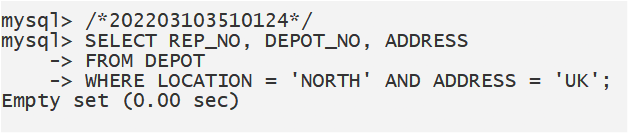 mysql> /*202203103510124*/
mysql> SELECT REP_NO, DEPOT_NO, ADDRESS
    -> FROM DEPOT
    -> WHERE LOCATION = 'NORTH' AND ADDRESS = 'UK';
Empty set (0.00 sec)